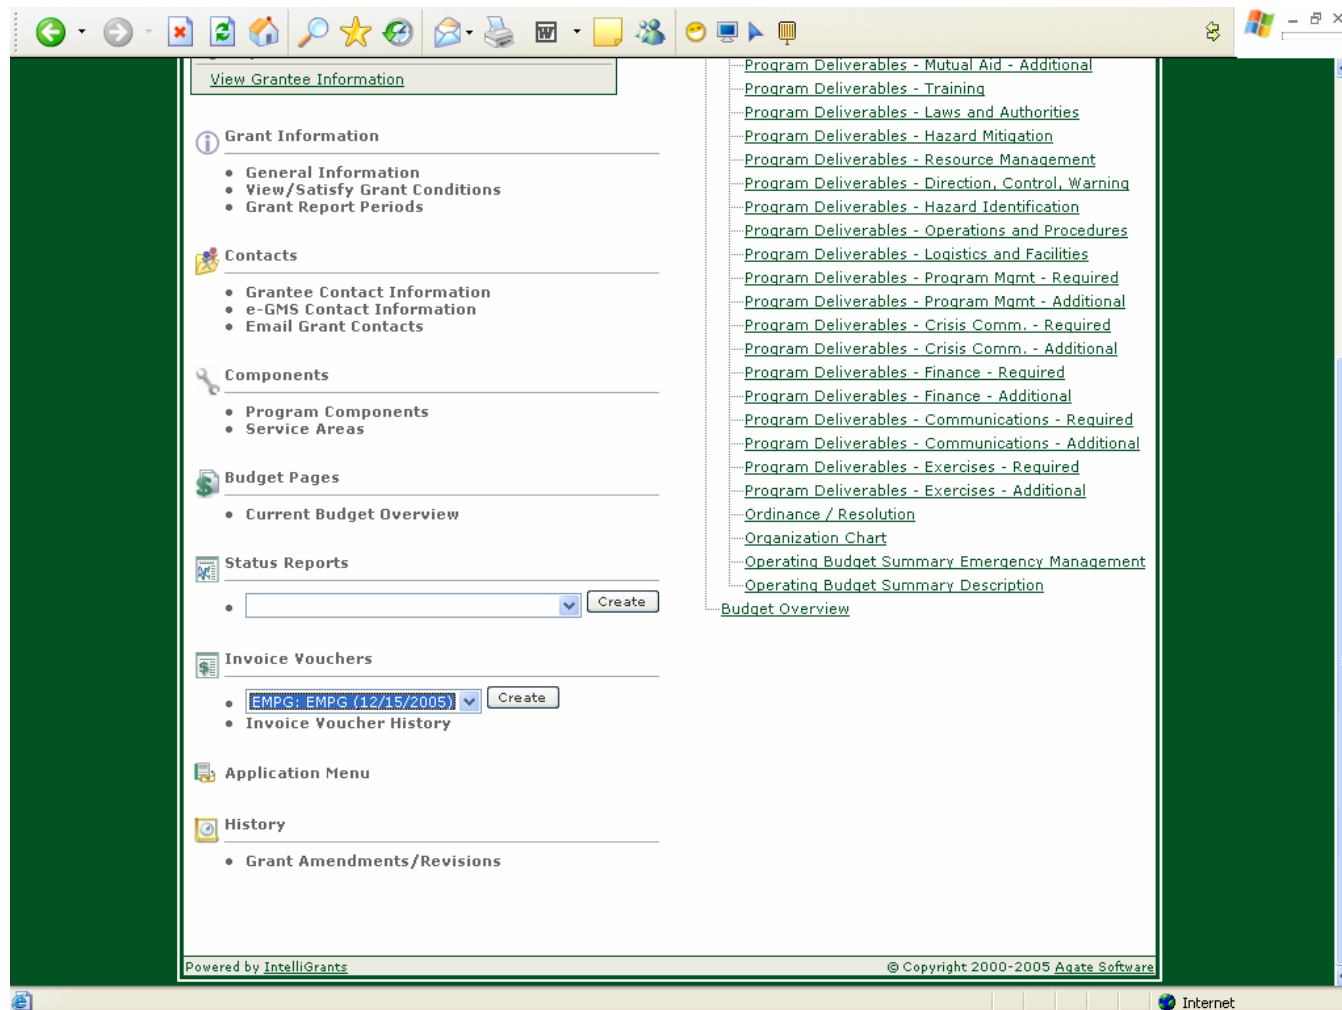 View Grantee Information
Grant Information
General Information
View/Satisfy Grant Conditions
Grant Report Periods
Contacts
Grantee Contact Information
e-GMS Contact Information
Email Grant Contacts
Components
Program Components
Service Areas
Budget Pages
Current Budget Overview
Status Reports
Create
Invoice Vouchers
EMPG: EMPG (12/15/2005)
Create
Invoice Voucher History
Application Menu
History
Grant Amendments/Revisions
Program Deliverables - Mutual Aid - Additional
Program Deliverables - Training
Program Deliverables - Laws and Authorities
Program Deliverables - Hazard Mitigation
Program Deliverables - Resource Management
Program Deliverables - Direction, Control, Warning
Program Deliverables - Hazard Identification
Program Deliverables - Operations and Procedures
Program Deliverables - Logistics and Facilities
Program Deliverables - Program Mgmt - Required
Program Deliverables - Program Mgmt - Additional
Program Deliverables - Crisis Comm. - Required
Program Deliverables - Crisis Comm. - Additional
Program Deliverables - Finance - Required
Program Deliverables - Finance - Additional
Program Deliverables - Communications - Required
Program Deliverables - Communications - Additional
Program Deliverables - Exercises - Required
Program Deliverables - Exercises - Additional
Ordinance / Resolution
Organization Chart
Operating Budget Summary Emergency Management
Operating Budget Summary Description
Budget Overview
Powered by IntelliGrants
© Copyright 2000-2005 Agate Software
Internet